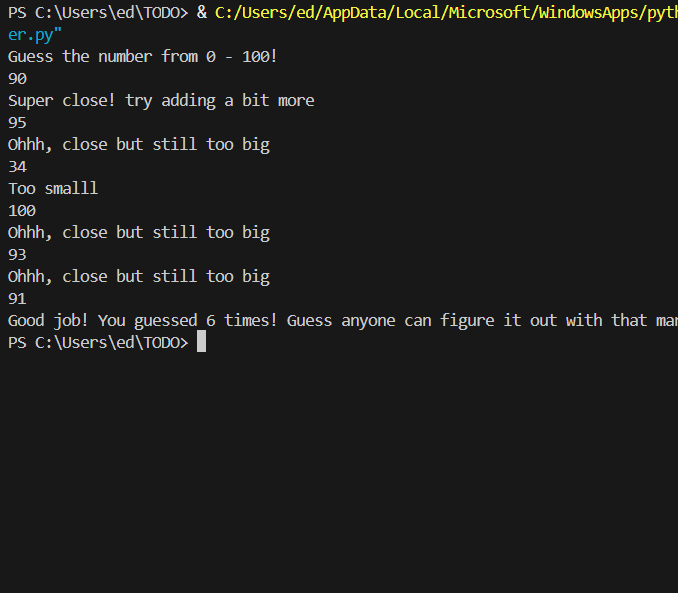 PS C:\Users\ed\TODO> & C:/Users/ed/AppData/Local/Microsoft/WindowsApps/pyth
er.py"
Guess the number from 0 - 100!
90
Super close! try adding a bit more
95
Ohhh, close but still too big
34
Too smalll
100
Ohhh, close but still too big
93
Ohhh, close but still too big
91
Good job! You guessed 6 times! Guess anyone can figure it out with that
PS C:\Users\ed\TODO>